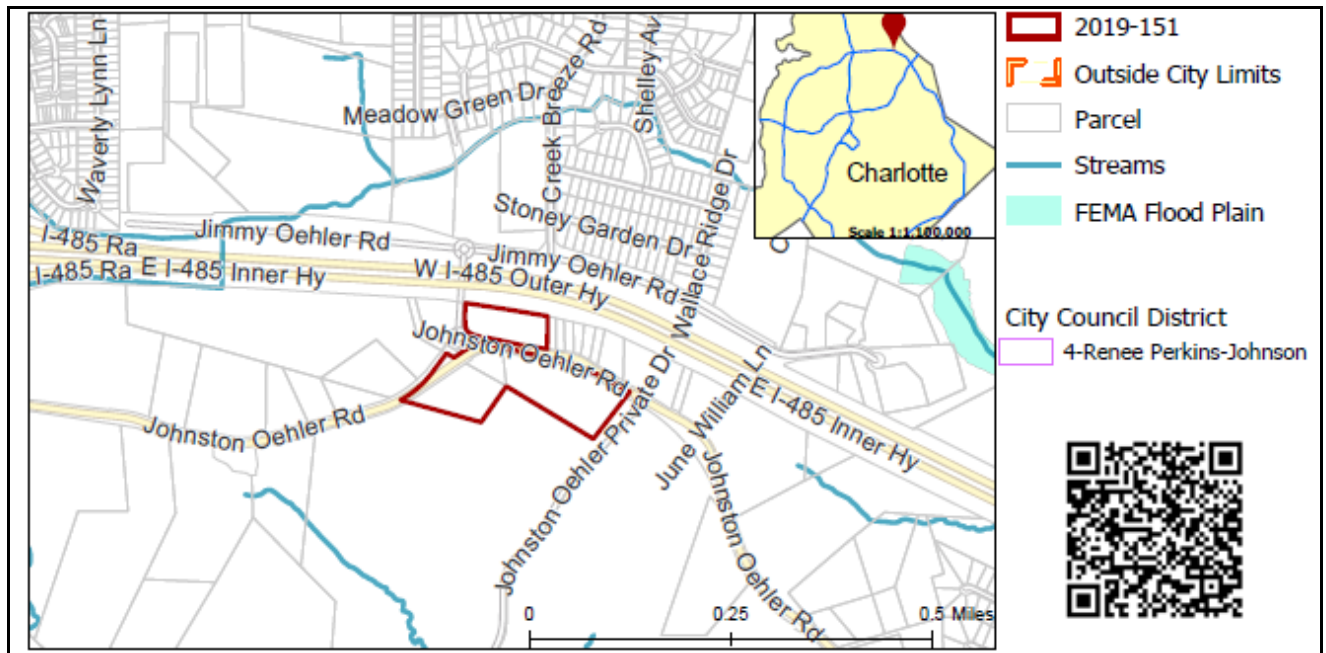 Waverly Lynn Ln
Meadow Green Dr
Creek Breeze Rd
Shelley Av
Stoney Garden Dr
Wallace Ridge Dr
Jimmy Oehler Rd
Jimmy Oehler Rd
I-485 Ra
I-485 Ra
E I-485 Inner Hy
W I-485 Outer Hy
Johnston Oehler Rd
Johnston Oehler Rd
Johnston Oehler Private Dr
June William Ln
E I-485 Inner Hy
Johnston Oehler Rd
0 0.25 0.5 Miles
Charlotte
Scale 1:1,100,000
2019-151
Outside City Limits
Parcel
Streams
FEMA Flood Plain
City Council District
4-Renee Perkins-Johnson